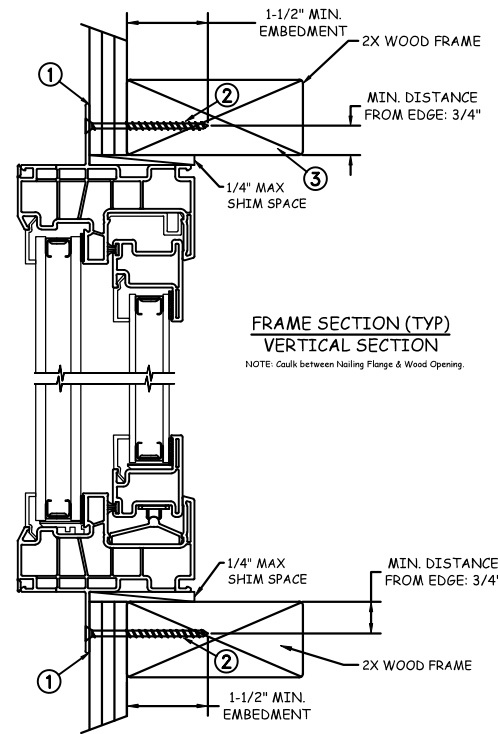 1-1/2" MIN.
EMBEDMENT
2X WOOD FRAME
1
2
MIN. DISTANCE
FROM EDGE: 3/4"
3
1/4" MAX
SHIM SPACE
FRAME SECTION (TYP)
VERTICAL SECTION
NOTE: Caulk between Nailing Flange & Wood Opening.
1/4" MAX
SHIM SPACE
MIN. DISTANCE
FROM EDGE: 3/4"
2
2X WOOD FRAME
1
1-1/2" MIN.
EMBEDMENT